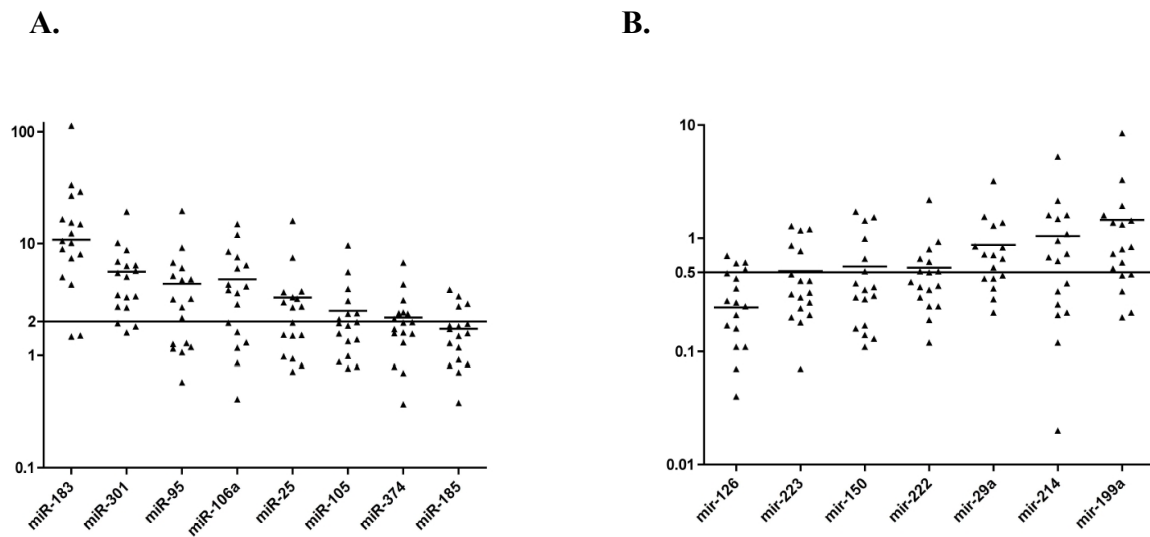 A.
B.
100
10
2
1
0.1
miR-183
miR-301
miR-95
miR-106a
miR-25
miR-105
miR-374
miR-185
10
1
0.5
0.1
0.01
mir-126
mir-223
mir-150
mir-222
mir-29a
mir-214
mir-199a